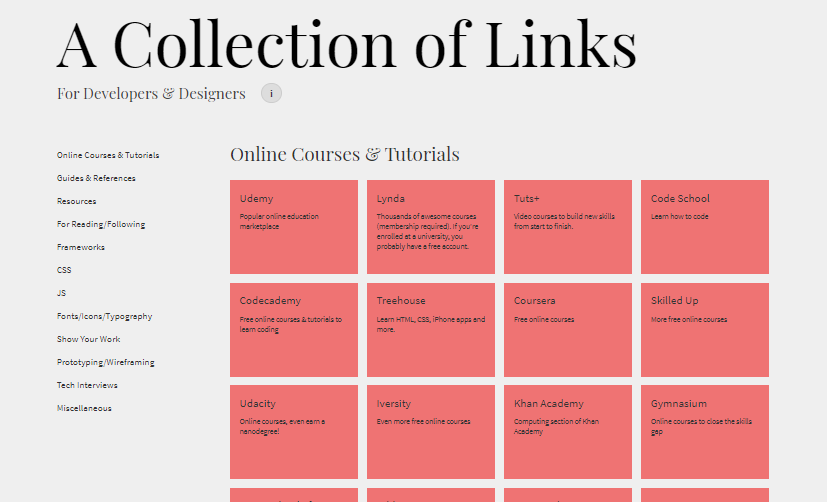 A Collection of Links
For Developers & Designers
i
Online Courses & Tutorials
Guides & References
Resources
For Reading/Following
Frameworks
CSS
JS
Fonts/Icons/Typography
Show Your Work
Prototyping/Wireframing
Tech Interviews
Miscellaneous
Online Courses & Tutorials
Udemy
Popular online education
marketplace
Lynda
Thousands of awesome courses
(membership required). If you're
enrolled at a university, you
probably have a free account.
Tuts+
Video courses to build new skills
from start to finish.
Code School
Learn how to code
Codecademy
Free online courses & tutorials to
learn coding
Treehouse
Learn HTML, CSS, iPhone apps and
more.
Coursera
Free online courses
Skilled Up
More free online courses
Udacity
Online courses, even earn a
nanodegree!
Iversity
Even more free online courses
Khan Academy
Computing section of Khan
Academy
Gymnasium
Online courses to close the skills
gap